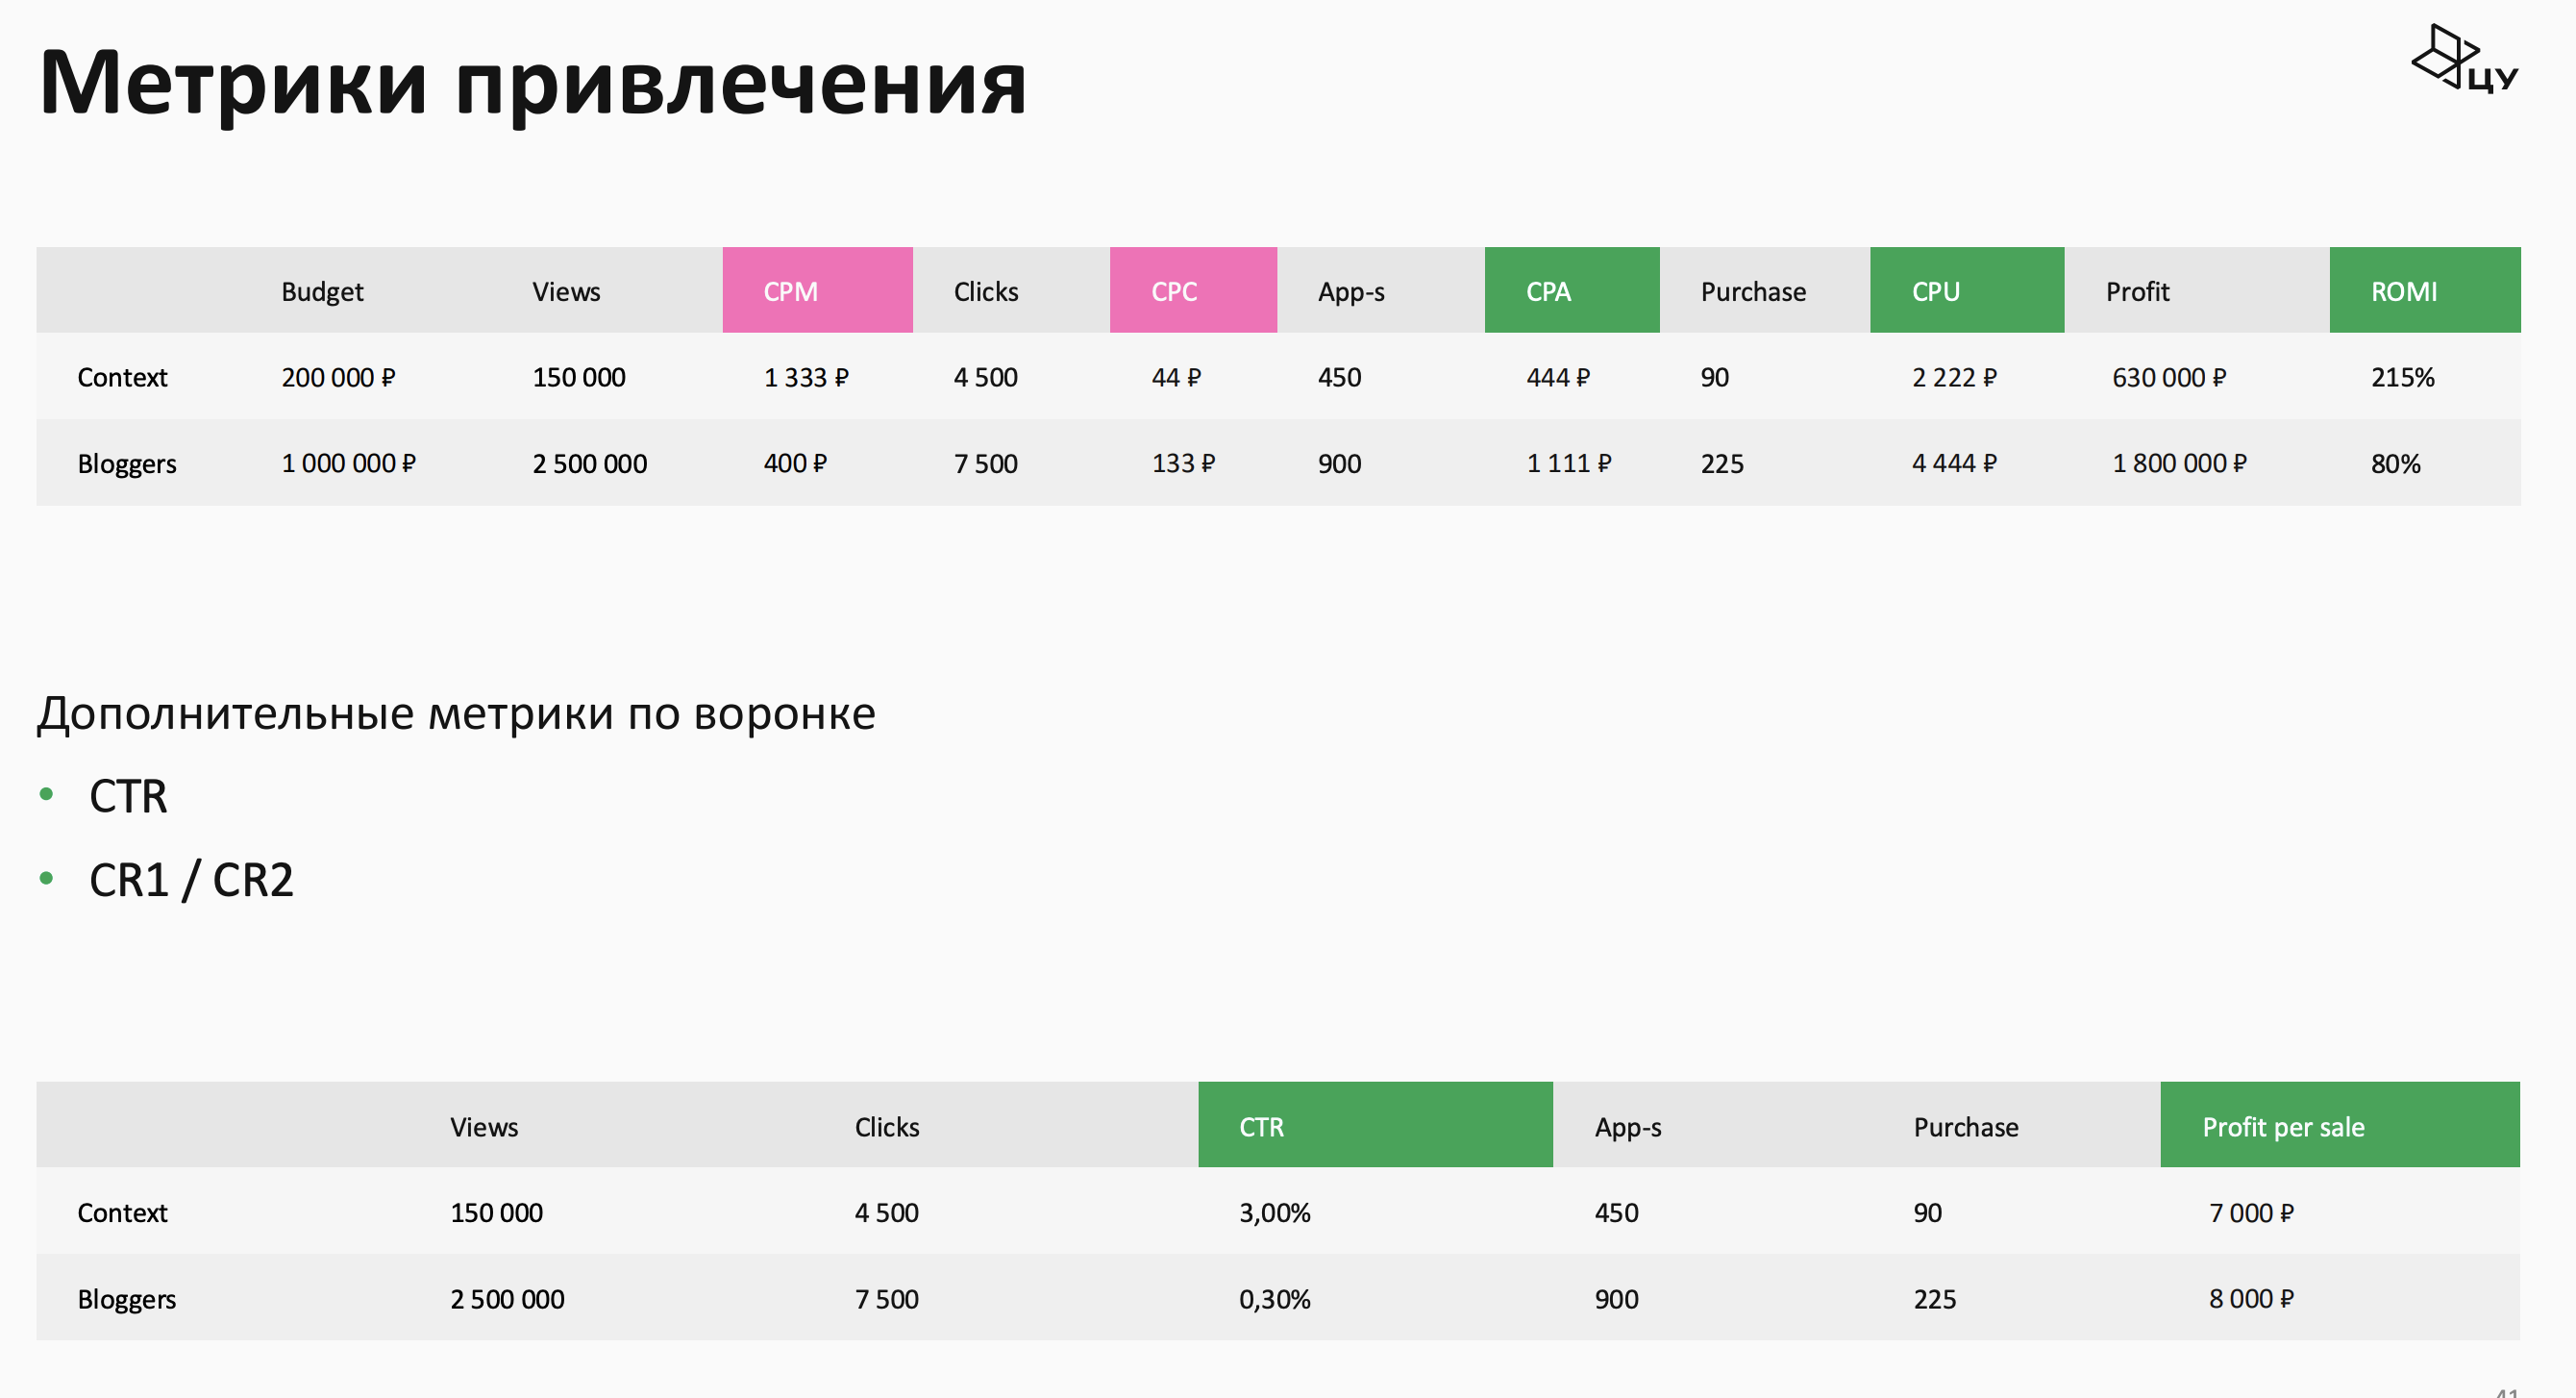 Метрики привлечения
ЦУ
Budget Views CPM Clicks CPC App-s CPA Purchase CPU Profit ROMI
Context 200 000 ₽ 150 000 1 333 ₽ 4 500 44 ₽ 450 444 ₽ 90 2 222 ₽ 630 000 ₽ 215%
Bloggers 1 000 000 ₽ 2 500 000 400 ₽ 7 500 133 ₽ 900 1 111 ₽ 225 4 444 ₽ 1 800 000 ₽ 80%
Дополнительные метрики по воронке
• CTR
• CR1 / CR2
Views Clicks CTR App-s Purchase Profit per sale
Context 150 000 4 500 3,00% 450 90 7 000 ₽
Bloggers 2 500 000 7 500 0,30% 900 225 8 000 ₽